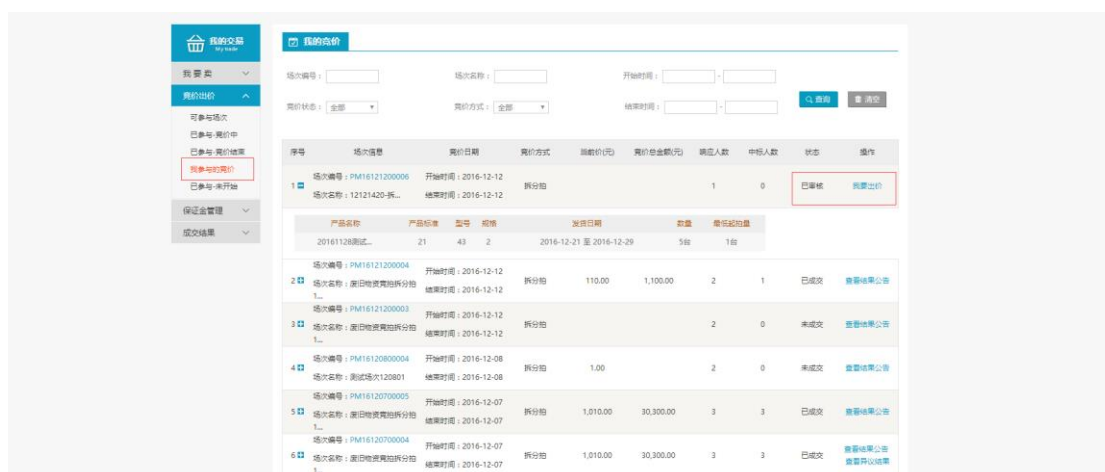 我的交易
My trade
我要卖
竞价出价
可参与场次
已参与-竞价中
已参与-竞价结束
我参与的竞价
已参与-未开始
保证金管理
成交结果
我的竞价
场次编号： 场次名称： 开始时间： -
竞价状态： 全部 竞价方式： 全部 结束时间： - 查询 清空
序号 场次信息 竞价日期 竞价方式 当前价(元) 竞价总金额(元) 响应人数 中标人数 状态 操作
场次编号：PM16121200006 开始时间：2016-12-12
1 拆分拍 1 0 已审核 我要出价
场次名称：12121420-拆... 结束时间：2016-12-12
产品名称 产品标准 型号 规格 发货日期 数量 最低起拍量
20161128测试... 21 43 2 2016-12-21 至 2016-12-29 5台 1台
场次编号：PM16121200004 开始时间：2016-12-12
2 场次名称：废旧物资竞拍拆分拍 拆分拍 110.00 1,100.00 2 1 已成交 查看结果公告
1... 结束时间：2016-12-12
场次编号：PM16121200003 开始时间：2016-12-12
3 场次名称：废旧物资竞拍拆分拍 拆分拍 2 0 未成交 查看结果公告
1... 结束时间：2016-12-12
场次编号：PM16120800004 开始时间：2016-12-08
4 拆分拍 1.00 2 0 未成交 查看结果公告
场次名称：测试场次120801 结束时间：2016-12-08
场次编号：PM16120700005 开始时间：2016-12-07
5 场次名称：废旧物资竞拍拆分拍 拆分拍 1,010.00 30,300.00 3 3 已成交 查看结果公告
1... 结束时间：2016-12-07
场次编号：PM16120700004 开始时间：2016-12-07
6 场次名称：废旧物资竞拍拆分拍 拆分拍 1,010.00 30,300.00 3 3 已成交 查看结果公告
1... 结束时间：2016-12-07 查看异议结果